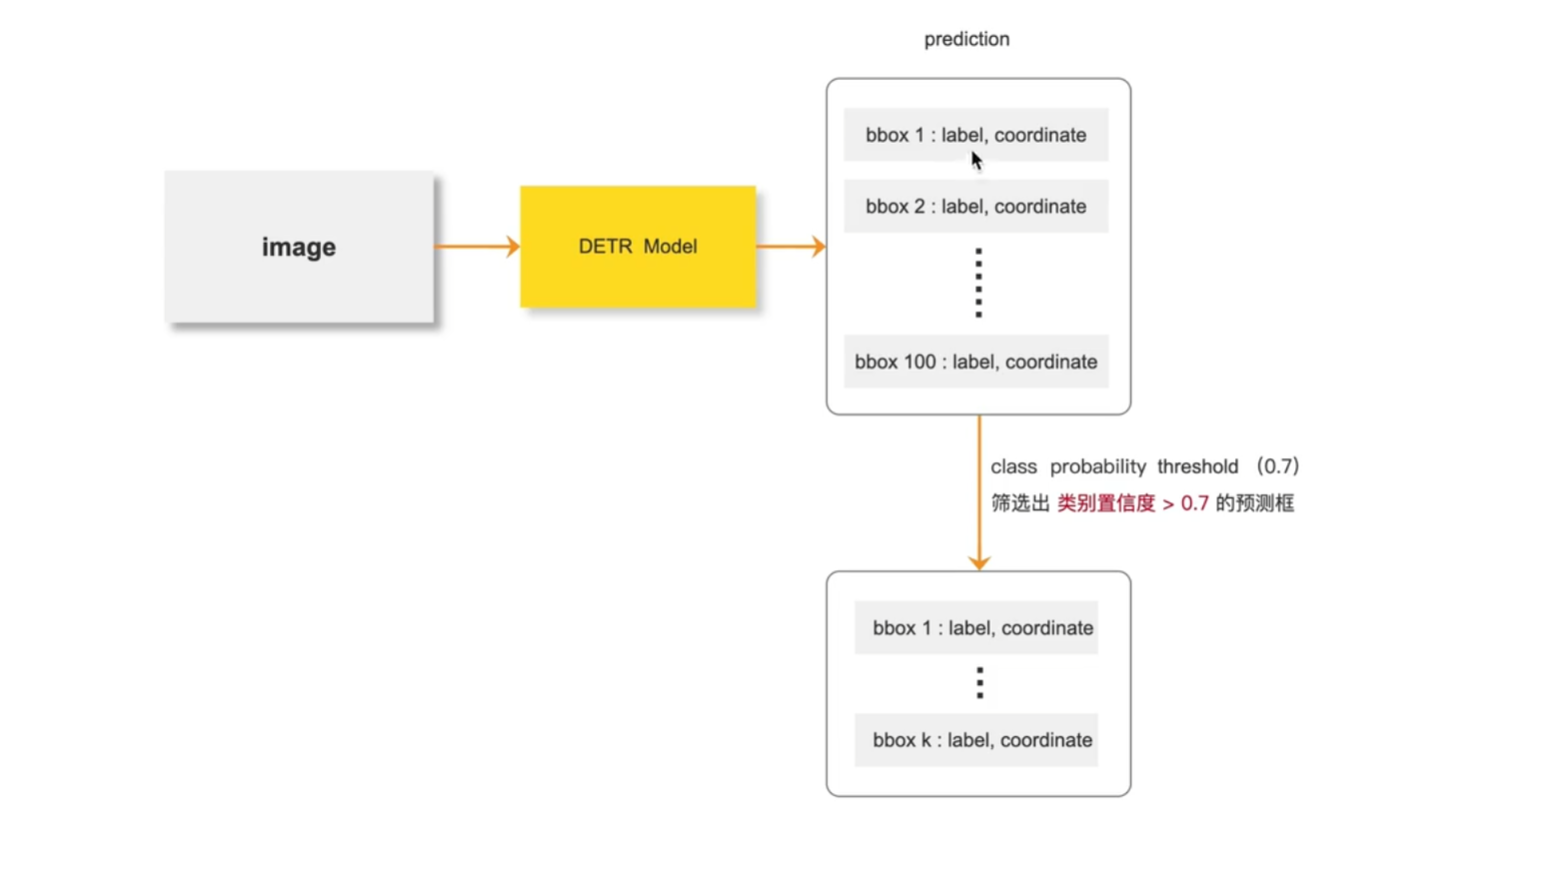 prediction
image
DETR Model
bbox 1 : label, coordinate
bbox 2 : label, coordinate
bbox 100 : label, coordinate
class probability threshold (0.7)
筛选出 类别置信度 > 0.7 的预测框
bbox 1 : label, coordinate
bbox k : label, coordinate